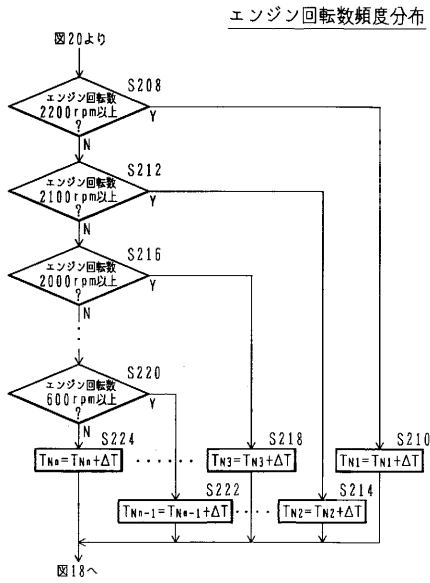 エンジン回転数頻度分布
図20より
S208
エンジン回転数
2200rpm以上
?
Y
N
S212
エンジン回転数
2100rpm以上
?
Y
N
S216
エンジン回転数
2000rpm以上
?
Y
N
S220
エンジン回転数
600rpm以上
?
Y
N
S224
TNn=TNn+ΔT
S218
TN3=TN3+ΔT
S210
TN1=TN1+ΔT
S222
TNn-1=TNn-1+ΔT
S214
TN2=TN2+ΔT
図18へ